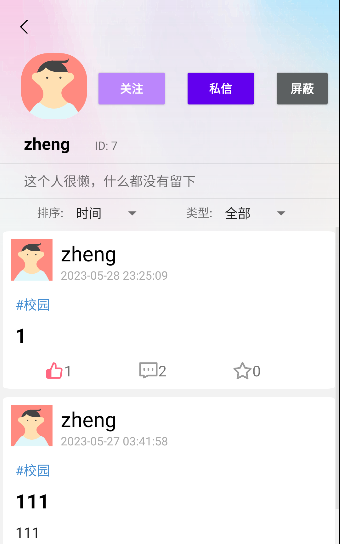 关注 私信 屏蔽
zheng ID: 7
这个人很懒，什么都没有留下
排序: 时间 类型: 全部
zheng
2023-05-28 23:25:09
#校园
1
1 2 0
zheng
2023-05-27 03:41:58
#校园
111
111